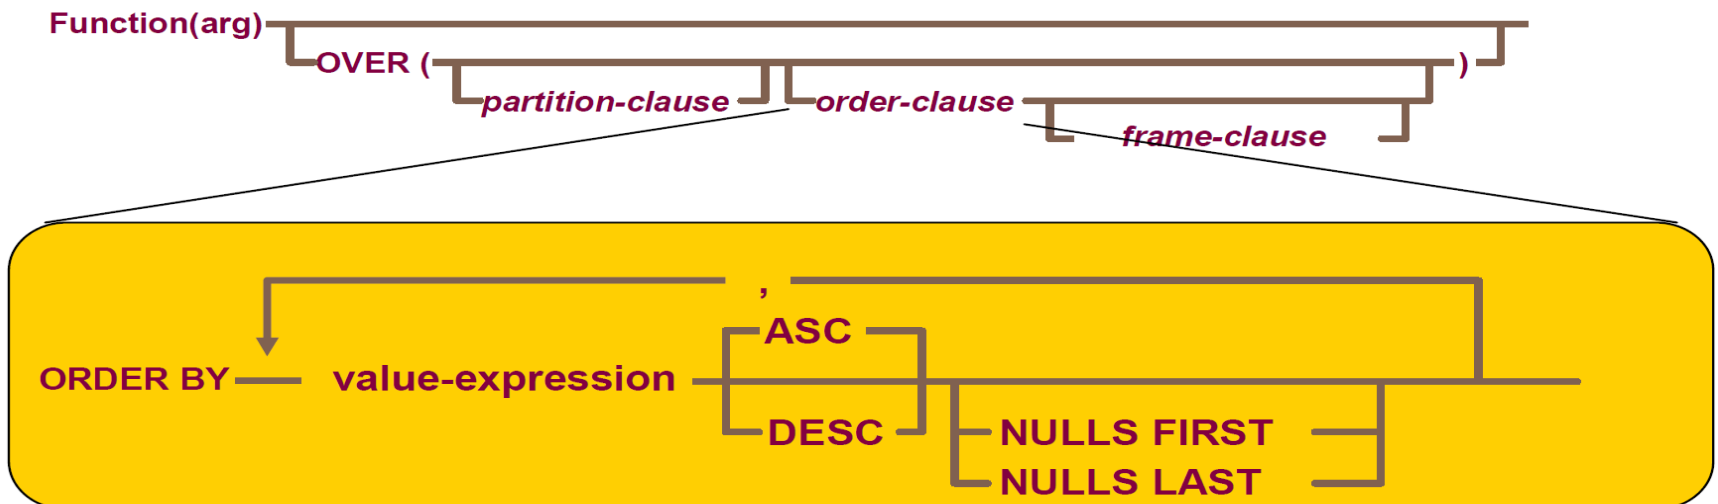 Function(arg)
OVER ( )
partition-clause order-clause
frame-clause
,
ASC
ORDER BY value-expression
DESC
NULLS FIRST
NULLS LAST